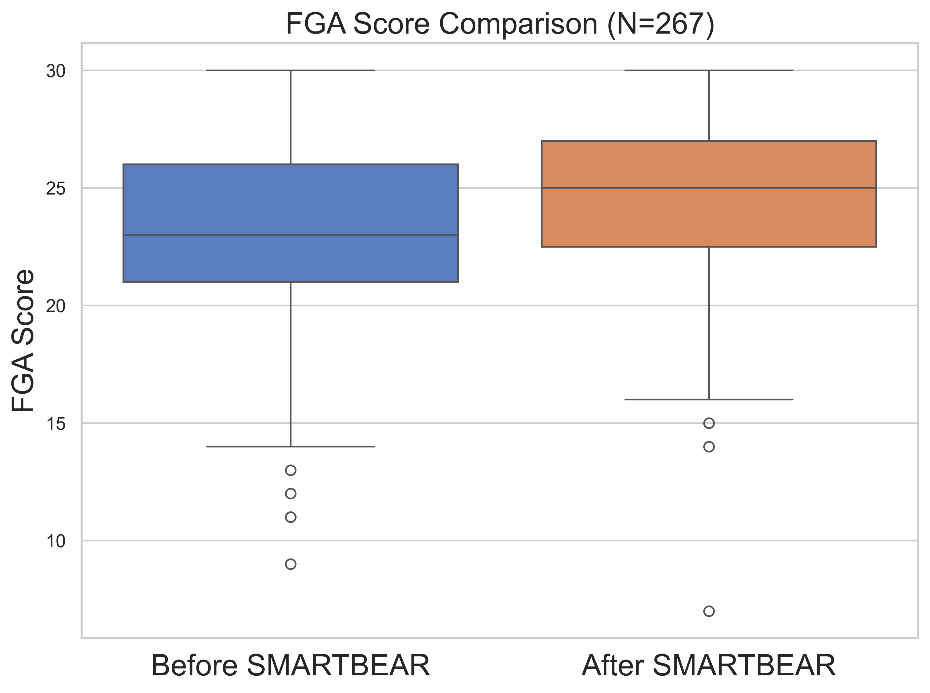 FGA Score Comparison (N=267)
FGA Score
30
25
20
15
10
Before SMARTBEAR
After SMARTBEAR